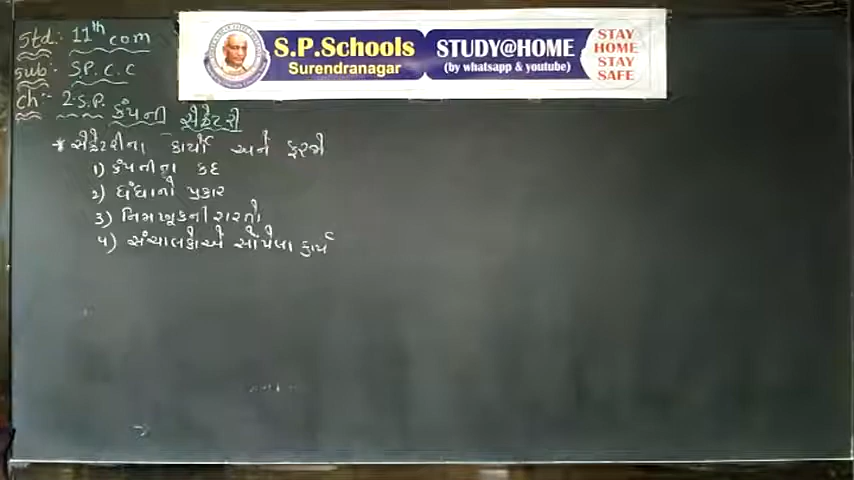 Std:- 11th com
Sub:- S.P.C.C
Ch:- 2.S.P. કંપની સેક્રેટરી
S.P.Schools
Surendranagar
STUDY@HOME
(by whatsapp & youtube)
STAY
HOME
STAY
SAFE
* સેક્રેટરીના કાર્યો અને ફરજો
1) કંપનીના કદ
2) ધંધાનો પ્રકાર
3) નિમણૂકની શરતો
4) સંચાલકોએ સોંપેલા કાર્ય